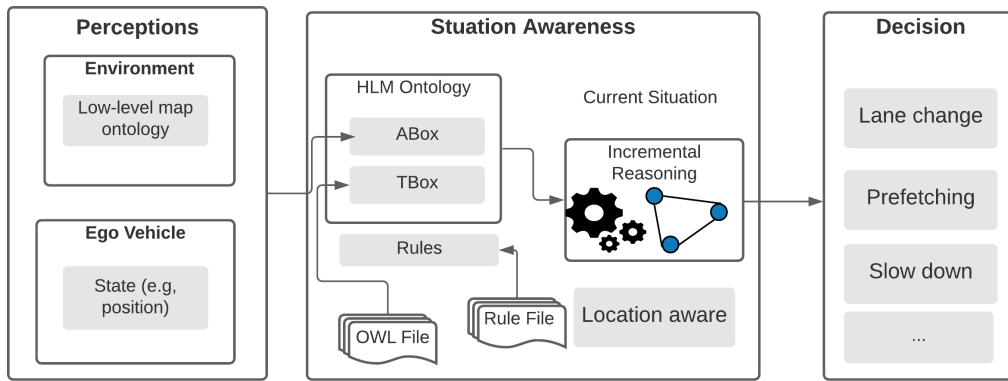 Perceptions
Environment
Low-level map
ontology
Ego Vehicle
State (e.g,
position)
Stuation Awareness
HLM Ontology
ABox
TBox
Rules
OWL File
Rule File
Current Situation
Incremental
Reasoning
Location aware
Decision
Lane change
Prefetching
Slow down
...